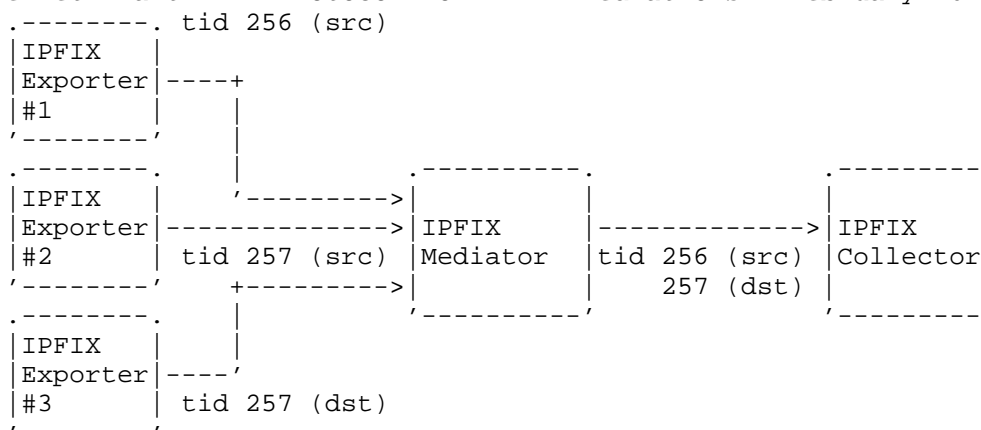 .--------. tid 256 (src)
|IPFIX   |
|Exporter|----+
|#1      |    |
'--------'    |
.--------.    |          .----------.               .---------
|IPFIX   |    '--------->|          |               |
|Exporter|-------------->|IPFIX     |-------------->|IPFIX
|#2      | tid 257 (src) |Mediator  |tid 256 (src)  |Collector
'--------'    +--------->|          |    257 (dst)  |
.--------.    |          '----------'               '---------
|IPFIX   |    |
|Exporter|----'
|#3      | tid 257 (dst)